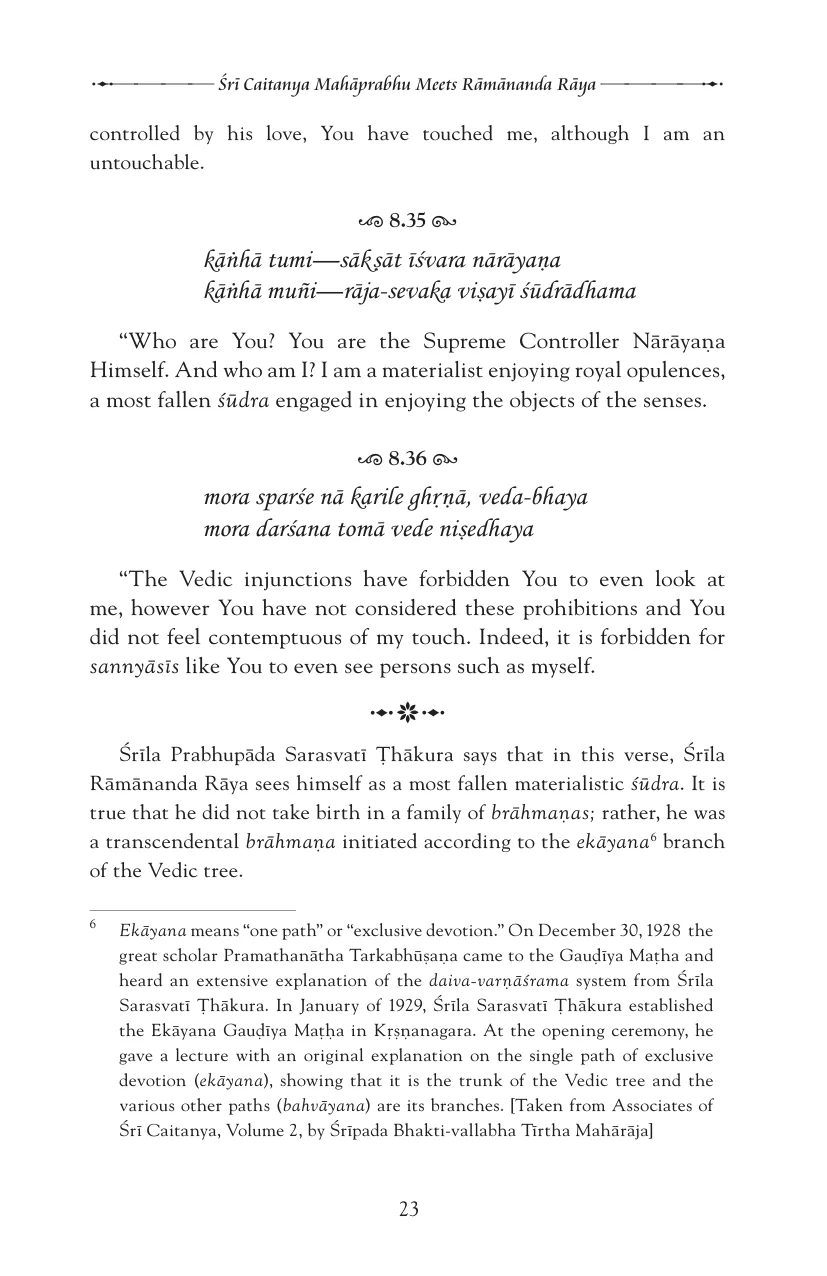 Śrī Caitanya Mahāprabhu Meets Rāmānanda Rāya
controlled by his love, You have touched me, although I am an
untouchable.
8.35
kāṅhā tumi—sākṣāt īśvara nārāyaṇa
kāṅhā muñi—rāja-sevaka viṣayī śūdrādhama
“Who are You? You are the Supreme Controller Nārāyaṇa
Himself. And who am I? I am a materialist enjoying royal opulences,
a most fallen śūdra engaged in enjoying the objects of the senses.
8.36
mora sparśe nā karile ghṛṇā, veda-bhaya
mora darśana tomā vede niṣedhaya
“The Vedic injunctions have forbidden You to even look at
me, however You have not considered these prohibitions and You
did not feel contemptuous of my touch. Indeed, it is forbidden for
sannyāsīs like You to even see persons such as myself.
Śrīla Prabhupāda Sarasvatī Ṭhākura says that in this verse, Śrīla
Rāmānanda Rāya sees himself as a most fallen materialistic śūdra. It is
true that he did not take birth in a family of brāhmaṇas; rather, he was
a transcendental brāhmaṇa initiated according to the ekāyana6 branch
of the Vedic tree.
6 Ekāyana means “one path” or “exclusive devotion.” On December 30, 1928 the
great scholar Pramathanātha Tarkabhūṣaṇa came to the Gauḍīya Maṭha and
heard an extensive explanation of the daiva-varṇāśrama system from Śrīla
Sarasvatī Ṭhākura. In January of 1929, Śrīla Sarasvatī Ṭhākura established
the Ekāyana Gauḍīya Maṭha in Kṛṣṇanagara. At the opening ceremony, he
gave a lecture with an original explanation on the single path of exclusive
devotion (ekāyana), showing that it is the trunk of the Vedic tree and the
various other paths (bahvāyana) are its branches. [Taken from Associates of
Śrī Caitanya, Volume 2, by Śrīpada Bhakti-vallabha Tīrtha Mahārāja]
23